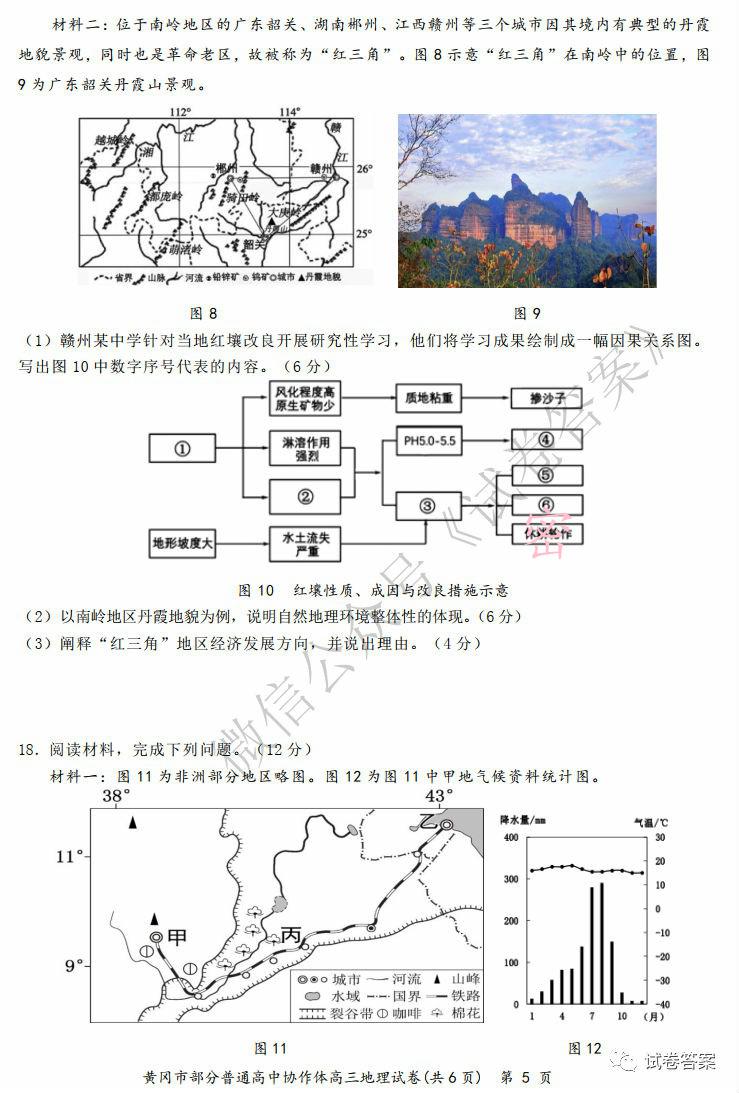 材料二：位于南岭地区的广东韶关、湖南郴州、江西赣州等三个城市因其境内有典型的丹霞
地貌景观，同时也是革命老区，故被称为“红三角”。图8示意“红三角”在南岭中的位置，图
9为广东韶关丹霞山景观。
112° 114°
越城岭 湘 江 赣 江
郴州 赣州 26°
都庞岭 骑田岭 大庾岭
丹霞山
萌渚岭 韶关 25°
省界 山脉 河流 铅锌矿 钨矿 城市 丹霞地貌
图8 图9
（1）赣州某中学针对当地红壤改良开展研究性学习，他们将学习成果绘制成一幅因果关系图。
写出图10中数字序号代表的内容。（6分）
风化程度高
原生矿物少
质地粘重
掺沙子
①
淋溶作用
强烈
PH5.0-5.5
④
②
③
⑤
⑥
地形坡度大
水土流失
严重
密
图10 红壤性质、成因与改良措施示意
（2）以南岭地区丹霞地貌为例，说明自然地理环境整体性的体现。（6分）
（3）阐释“红三角”地区经济发展方向，并说出理由。（4分）
微信公众号《试卷答案》
18．阅读材料，完成下列问题。（12分）
材料一：图11为非洲部分地区略图。图12为图11中甲地气候资料统计图。
38° 43°
乙
11°
甲 丙
9°
城市 河流 山峰
水域 国界 铁路
裂谷带 咖啡 棉花
降水量/mm 气温/℃
400 30
20
300 10
0
200 -10
-20
100 -30
0 -40
1 4 7 10 (月)
图11 图12
试卷答案
黄冈市部分普通高中协作体高三地理试卷(共6页) 第 5 页